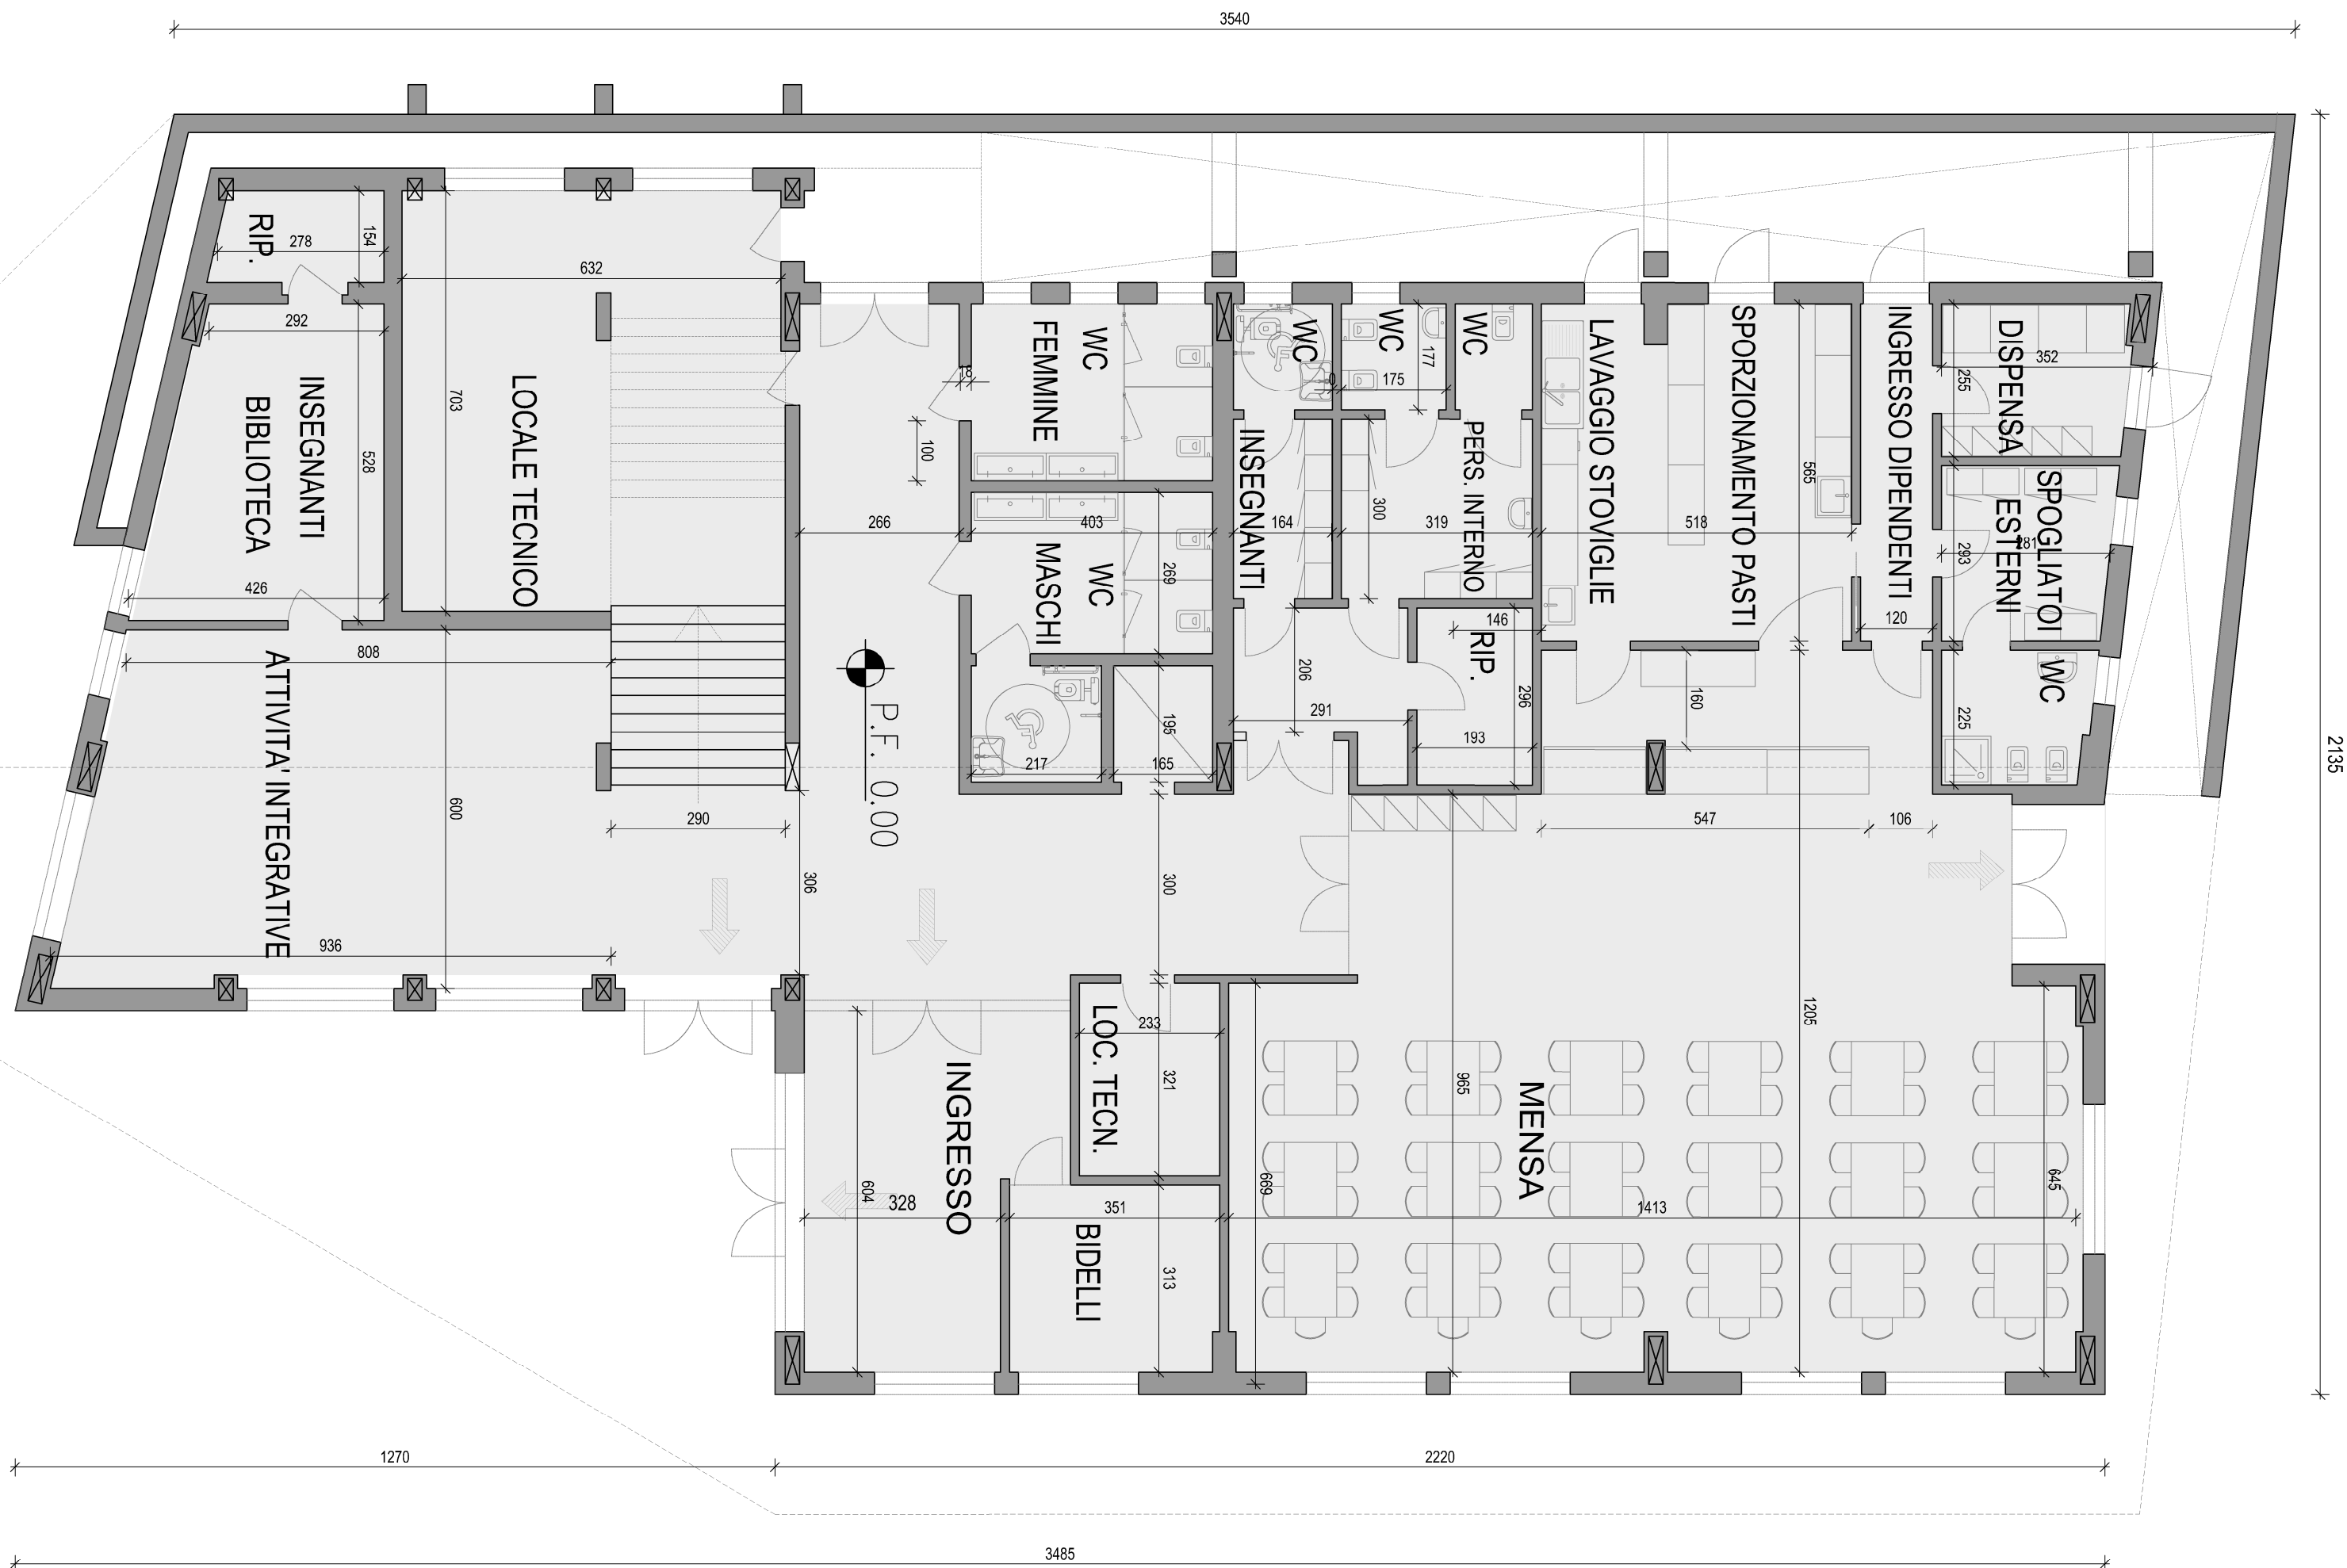 3540
2135
RIP.
278
154
632
292
INSEGNANTI
BIBLIOTECA
528
426
703
LOCALE TECNICO
808
ATTIVITA' INTEGRATIVE
600
936
290
306
266
18
100
P.F. 0.00
WC
FEMMINE
403
WC
MASCHI
269
217
195
165
300
WC
INSEGNANTI
164
WC
177
175
0
WC
PERS. INTERNO
300
319
206
291
146
RIP.
296
193
LAVAGGIO STOVIGLIE
SPORZIONAMENTO PASTI
565
518
160
547
106
INGRESSO DIPENDENTI
120
DISPENSA
352
255
SPOGLIATOI
ESTERNI
281
293
WC
225
LOC. TECN.
233
321
INGRESSO
604
328
351
BIDELLI
313
MENSA
669
965
1205
1413
645
1270
2220
3485